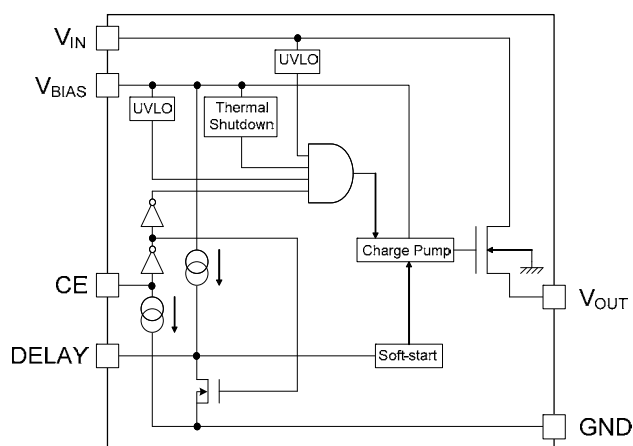 VIN
UVLO
VBIAS
UVLO
Thermal
Shutdown
Charge Pump
CE
VOUT
DELAY
Soft-start
GND